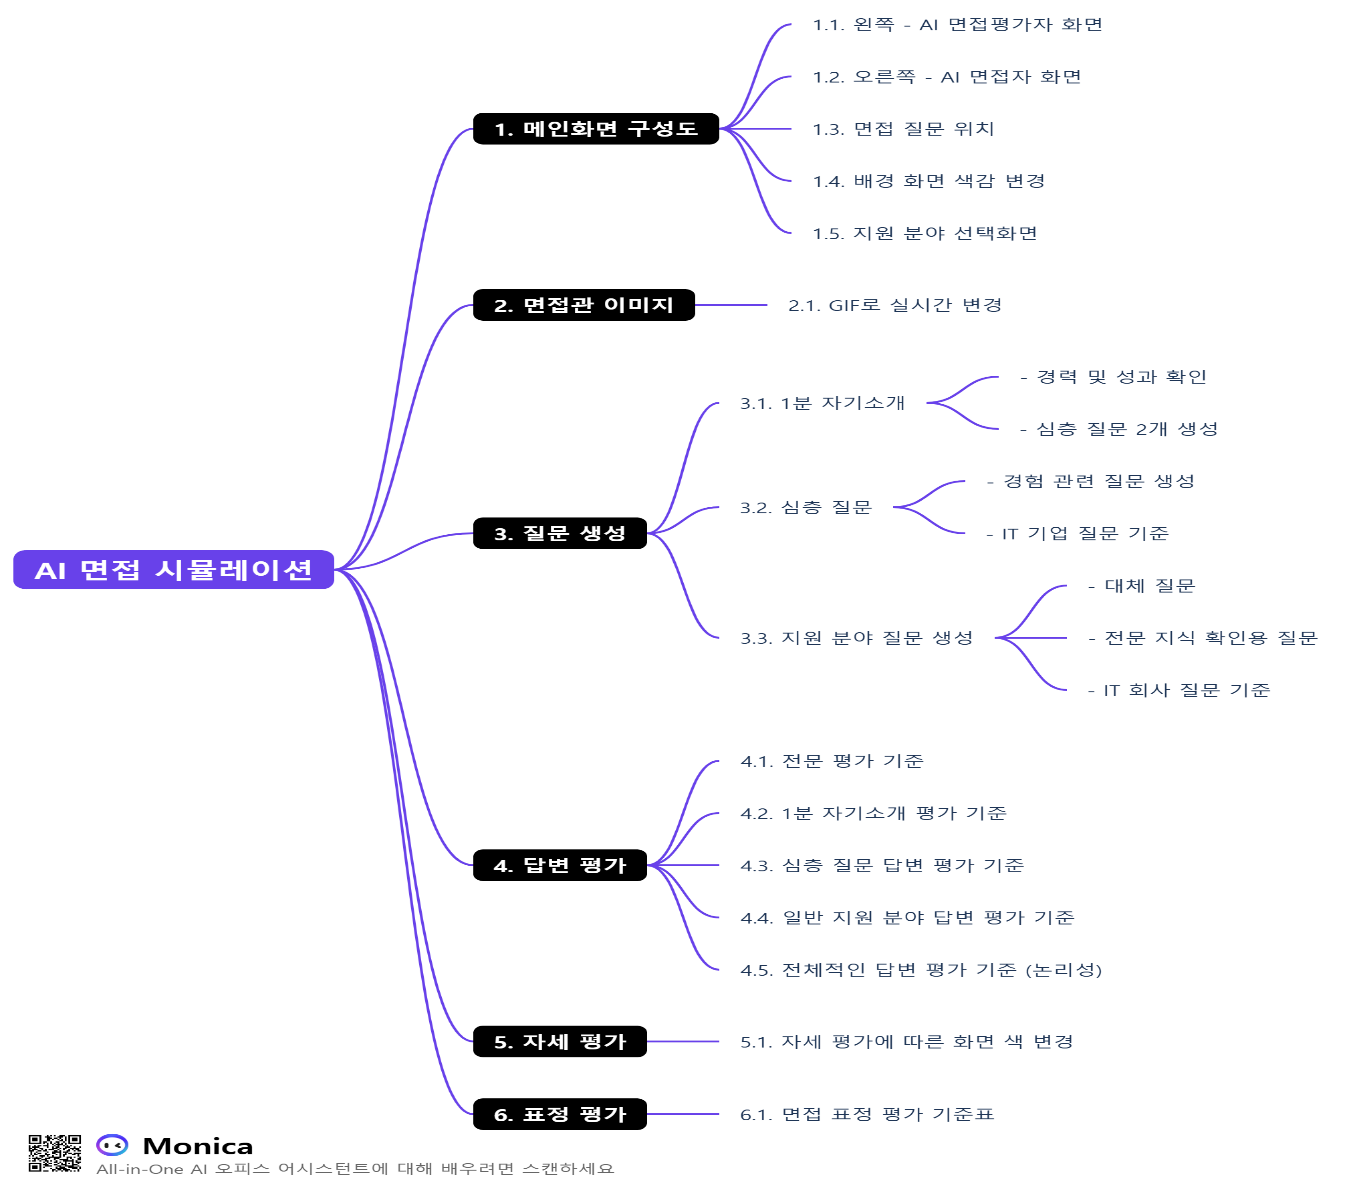 AI 면접 시뮬레이션
1. 메인화면 구성도
1.1. 왼쪽 - AI 면접평가자 화면
1.2. 오른쪽 - AI 면접자 화면
1.3. 면접 질문 위치
1.4. 배경 화면 색감 변경
1.5. 지원 분야 선택화면
2. 면접관 이미지
2.1. GIF로 실시간 변경
3. 질문 생성
3.1. 1분 자기소개
- 경력 및 성과 확인
- 심층 질문 2개 생성
3.2. 심층 질문
- 경험 관련 질문 생성
- IT 기업 질문 기준
3.3. 지원 분야 질문 생성
- 대체 질문
- 전문 지식 확인용 질문
- IT 회사 질문 기준
4. 답변 평가
4.1. 전문 평가 기준
4.2. 1분 자기소개 평가 기준
4.3. 심층 질문 답변 평가 기준
4.4. 일반 지원 분야 답변 평가 기준
4.5. 전체적인 답변 평가 기준 (논리성)
5. 자세 평가
5.1. 자세 평가에 따른 화면 색 변경
6. 표정 평가
6.1. 면접 표정 평가 기준표
Monica
All-in-One AI 오피스 어시스턴트에 대해 배우려면 스캔하세요